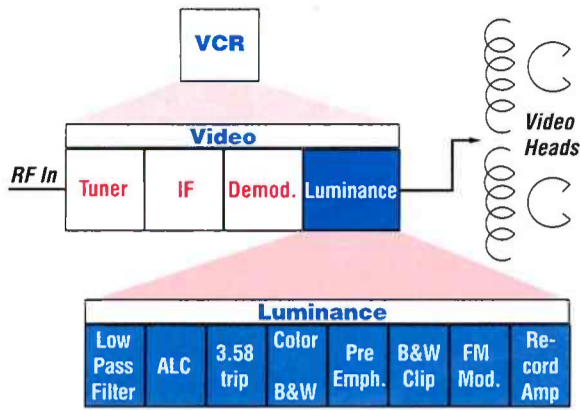 VCR
Video
RF In
Tuner
IF
Demod.
Luminance
Video
Heads
Luminance
Low
Pass
Filter
ALC
3.58
trip
Color
B&W
Pre
Emph.
B&W
Clip
FM
Mod.
Re-
cord
Amp